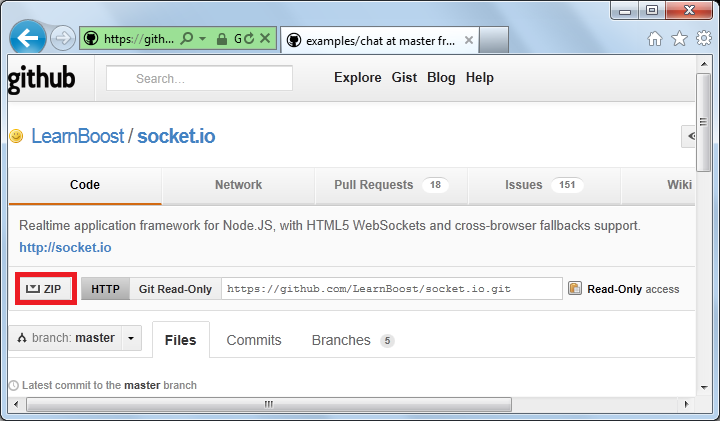 https://gith... G
examples/chat at master fr...
github Search... Explore Gist Blog Help
LearnBoost / socket.io
Code Network Pull Requests 18 Issues 151 Wiki
Realtime application framework for Node.JS, with HTML5 WebSockets and cross-browser fallbacks support.
http://socket.io
ZIP HTTP Git Read-Only https://github.com/LearnBoost/socket.io.git Read-Only access
branch: master Files Commits Branches 5
Latest commit to the master branch